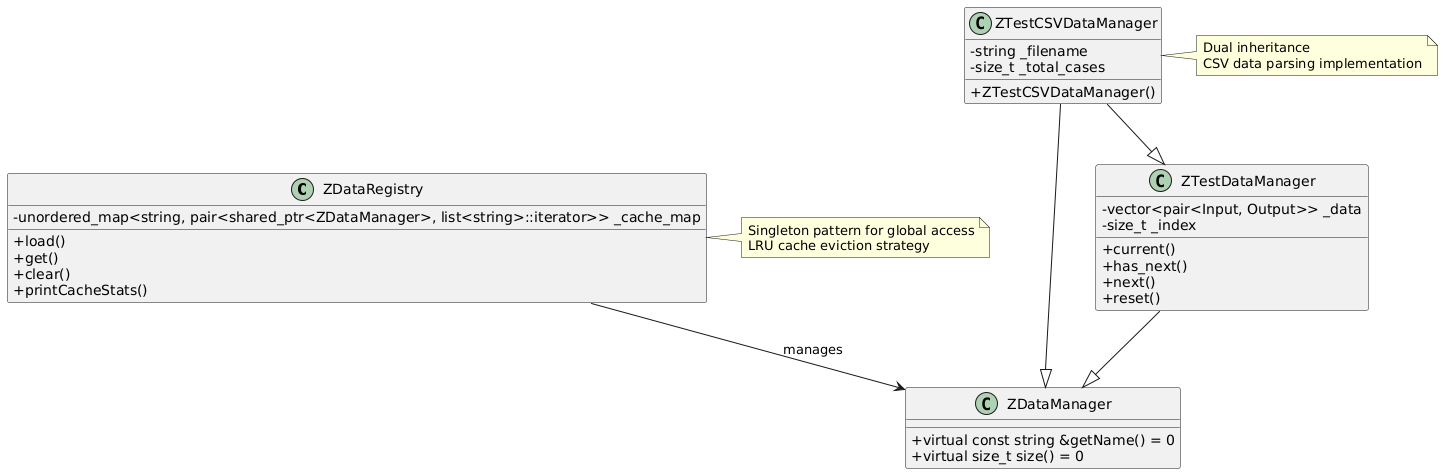 C ZTestCSVDataManager
-string _filename
-size_t _total_cases
+ZTestCSVDataManager()
Dual inheritance
CSV data parsing implementation
C ZDataRegistry
-unordered_map<string, pair<shared_ptr<ZDataManager>, list<string>::iterator>> _cache_map
+load()
+get()
+clear()
+printCacheStats()
Singleton pattern for global access
LRU cache eviction strategy
C ZTestDataManager
-vector<pair<Input, Output>> _data
-size_t _index
+current()
+has_next()
+next()
+reset()
manages
C ZDataManager
+virtual const string &getName() = 0
+virtual size_t size() = 0